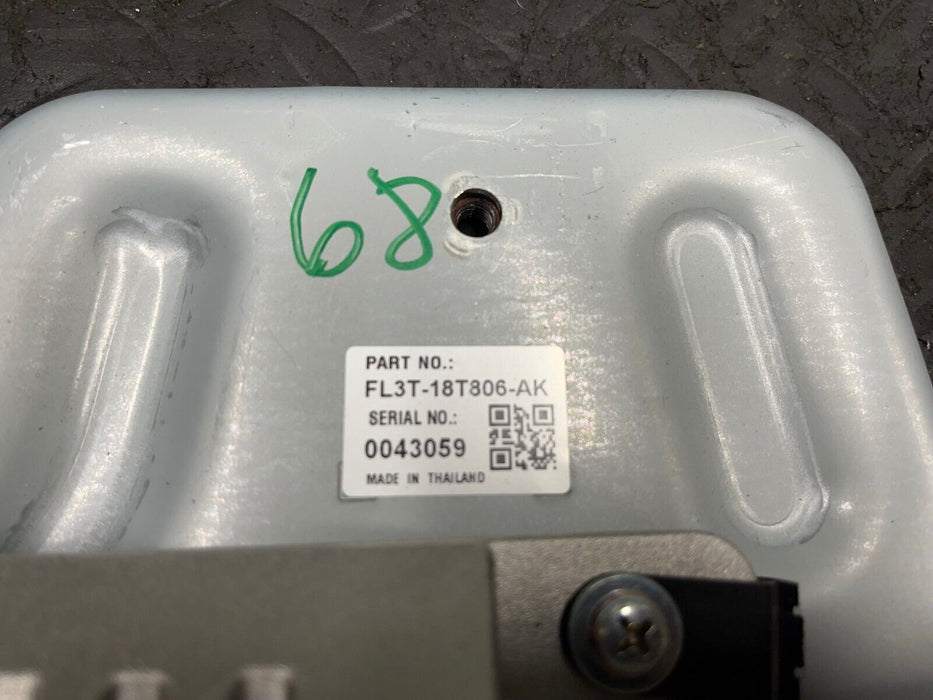 68
PART NO.:
FL3T-18T806-AK
SERIAL NO.:
0043059
MADE IN THAILAND